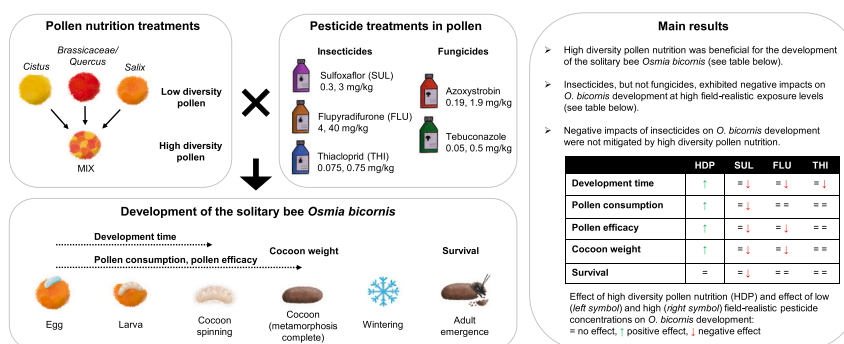 Pollen nutrition treatments
Brassicaceae/
Cistus
Quercus
Salix
Low diversity
pollen
High diversity
pollen
MIX
Pesticide treatments in pollen
Insecticides
Sulfoxaflor (SUL)
0.3, 3 mg/kg
Flupyradifurone (FLU)
4, 40 mg/kg
Thiacloprid (THI)
0.075, 0.75 mg/kg
Fungicides
Azoxystrobin
0.19, 1.9 mg/kg
Tebuconazole
0.05, 0.5 mg/kg
Development of the solitary bee Osmia bicornis
Development time
Pollen consumption, pollen efficacy
Cocoon weight
Survival
Egg
Larva
Cocoon
spinning
Cocoon
(metamorphosis
complete)
Wintering
Adult
emergence
Main results
➢ High diversity pollen nutrition was beneficial for the development
of the solitary bee Osmia bicornis (see table below).
➢ Insecticides, but not fungicides, exhibited negative impacts on
O. bicornis development at high field-realistic exposure levels
(see table below).
➢ Negative impacts of insecticides on O. bicornis development
were not mitigated by high diversity pollen nutrition.
HDP SUL FLU THI
Development time ↑ = ↓ = ↓ = ↓
Pollen consumption ↑ = ↓ = = = =
Pollen efficacy ↑ = ↓ = ↓ = =
Cocoon weight ↑ = ↓ = ↓ = =
Survival = = ↓ = = = =
Effect of high diversity pollen nutrition (HDP) and effect of low
(left symbol) and high (right symbol) field-realistic pesticide
concentrations on O. bicornis development:
= no effect, ↑ positive effect, ↓ negative effect